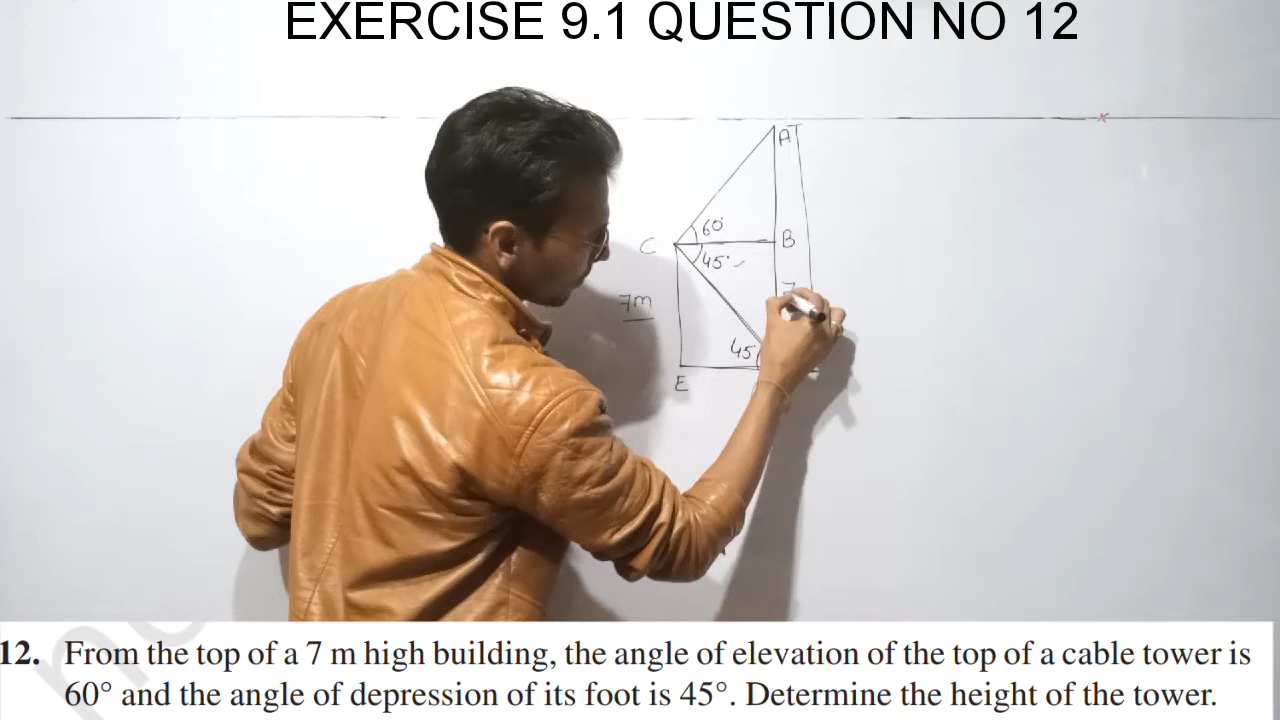 EXERCISE 9.1 QUESTION NO 12
A
60°
C
B
45°
7m
7
45°
E
12. From the top of a 7 m high building, the angle of elevation of the top of a cable tower is
60° and the angle of depression of its foot is 45°. Determine the height of the tower.